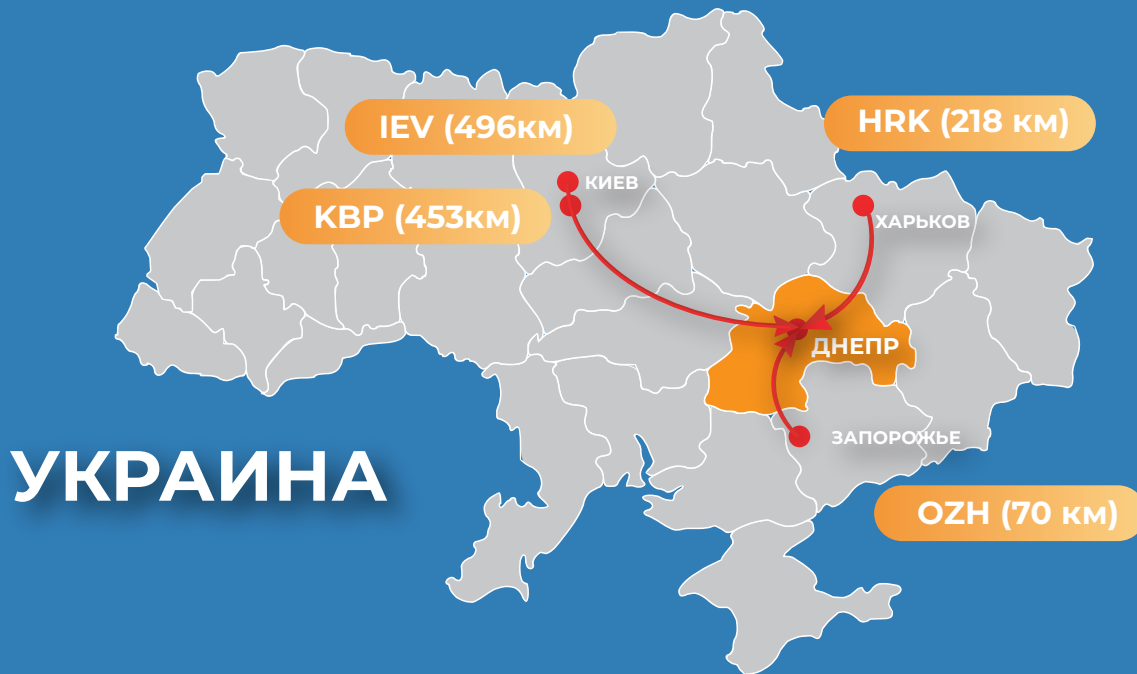 IEV (496км)
HRK (218 км)
КИЕВ
KBP (453км)
ХАРЬКОВ
ДНЕПР
ЗАПОРОЖЬЕ
УКРАИНА
OZH (70 км)